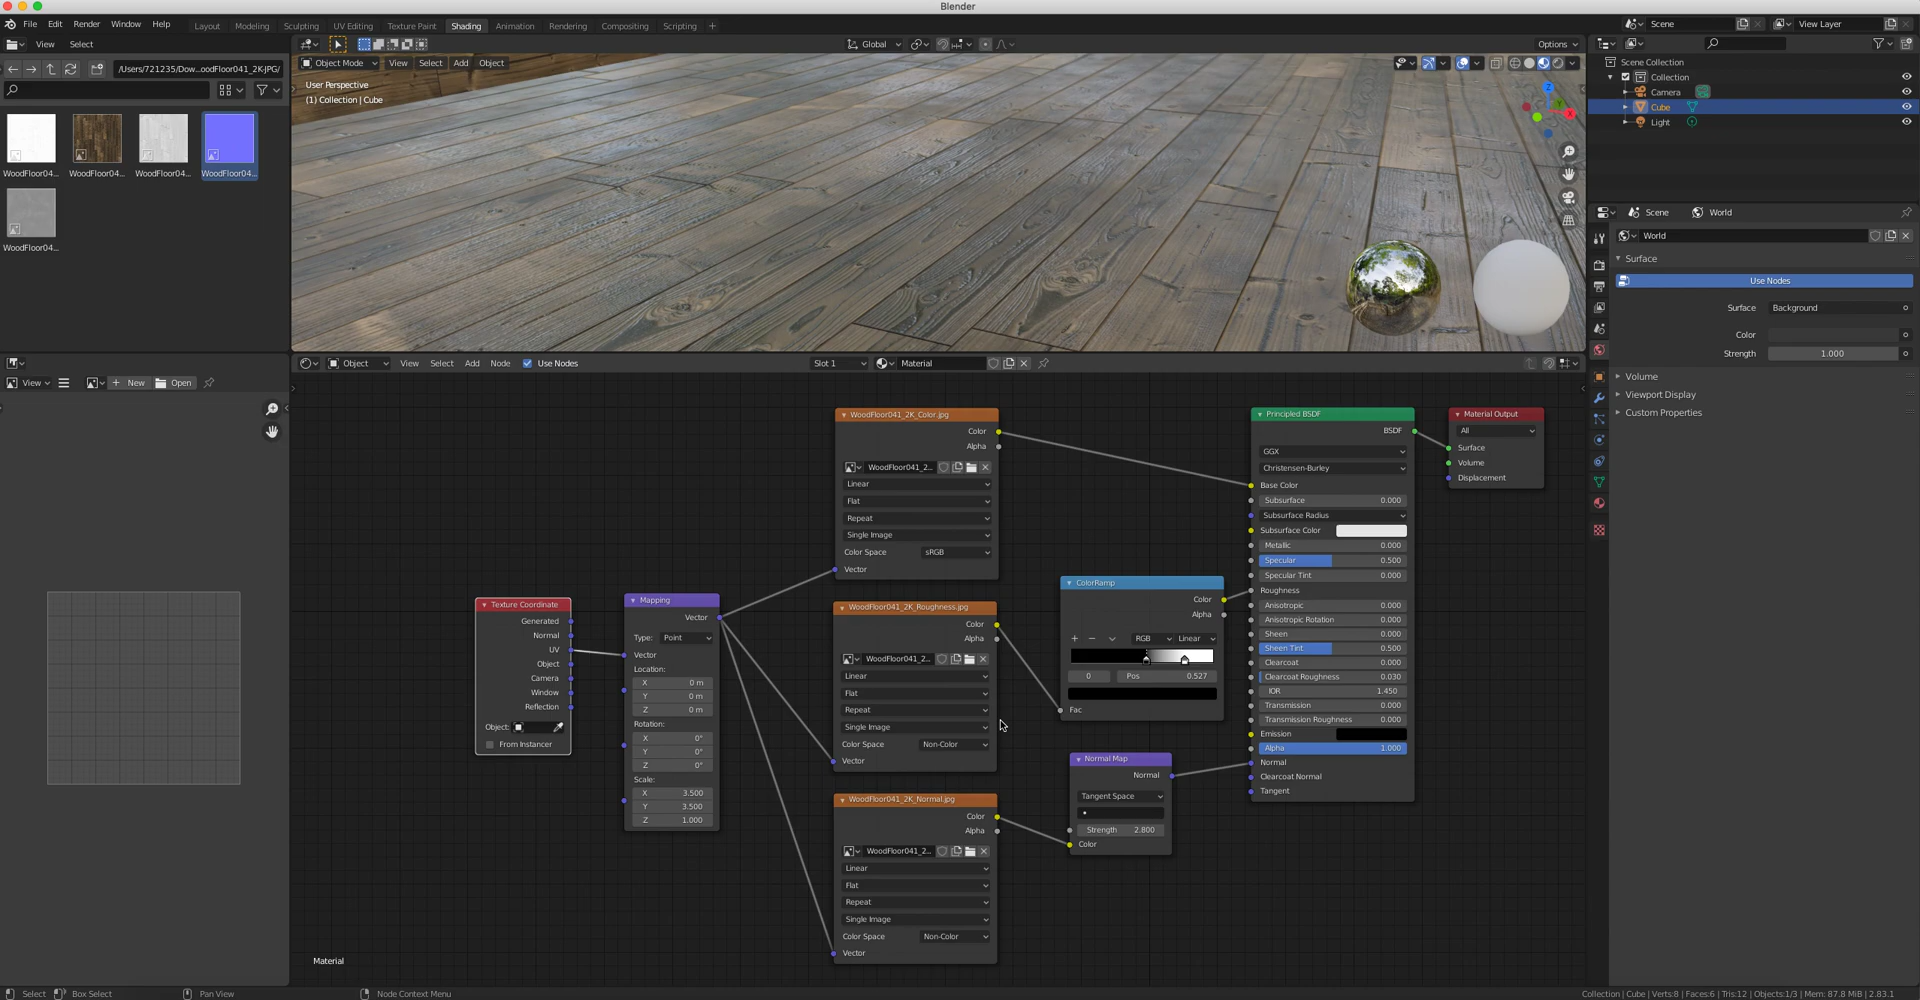 Blender
File Edit Render Window Help
Layout Modeling Sculpting UV Editing Texture Paint Shading Animation Rendering Compositing Scripting +
Scene
View Layer
View Select
Global
Options
/Users/721235/Dow...oodFloor041_2K-JPG/
Object Mode View Select Add Object
User Perspective
(1) Collection | Cube
Z
Y
X
WoodFloor04... WoodFloor04... WoodFloor04... WoodFloor04...
WoodFloor04...
Scene Collection
Collection
Camera
Cube
Light
Scene World
World
Surface
Use Nodes
Surface Background
Color
Strength 1.000
Volume
Viewport Display
Custom Properties
View + New Open
Object View Select Add Node Use Nodes Slot 1 Material
Texture Coordinate
Generated
Normal
UV
Object
Camera
Window
Reflection
Object:
From Instancer
Mapping
Vector
Type: Point
Vector
Location:
X 0 m
Y 0 m
Z 0 m
Rotation:
X 0°
Y 0°
Z 0°
Scale:
X 3.500
Y 3.500
Z 1.000
WoodFloor041_2K_Color.jpg
Color
Alpha
WoodFloor041_2...
Linear
Flat
Repeat
Single Image
Color Space sRGB
Vector
WoodFloor041_2K_Roughness.jpg
Color
Alpha
WoodFloor041_2...
Linear
Flat
Repeat
Single Image
Color Space Non-Color
Vector
WoodFloor041_2K_Normal.jpg
Color
Alpha
WoodFloor041_2...
Linear
Flat
Repeat
Single Image
Color Space Non-Color
Vector
ColorRamp
Color
Alpha
+ − RGB Linear
0 Pos 0.527
Fac
Normal Map
Normal
Tangent Space
Strength 2.800
Color
Principled BSDF
BSDF
GGX
Christensen-Burley
Base Color
Subsurface 0.000
Subsurface Radius
Subsurface Color
Metallic 0.000
Specular 0.500
Specular Tint 0.000
Roughness
Anisotropic 0.000
Anisotropic Rotation 0.000
Sheen 0.000
Sheen Tint 0.500
Clearcoat 0.000
Clearcoat Roughness 0.030
IOR 1.450
Transmission 0.000
Transmission Roughness 0.000
Emission
Alpha 1.000
Normal
Clearcoat Normal
Tangent
Material Output
All
Surface
Volume
Displacement
Material
Select Box Select Pan View Node Context Menu
Collection | Cube | Verts:8 | Faces:6 | Tris:12 | Objects:1/3 | Mem: 87.8 MiB | 2.83.1